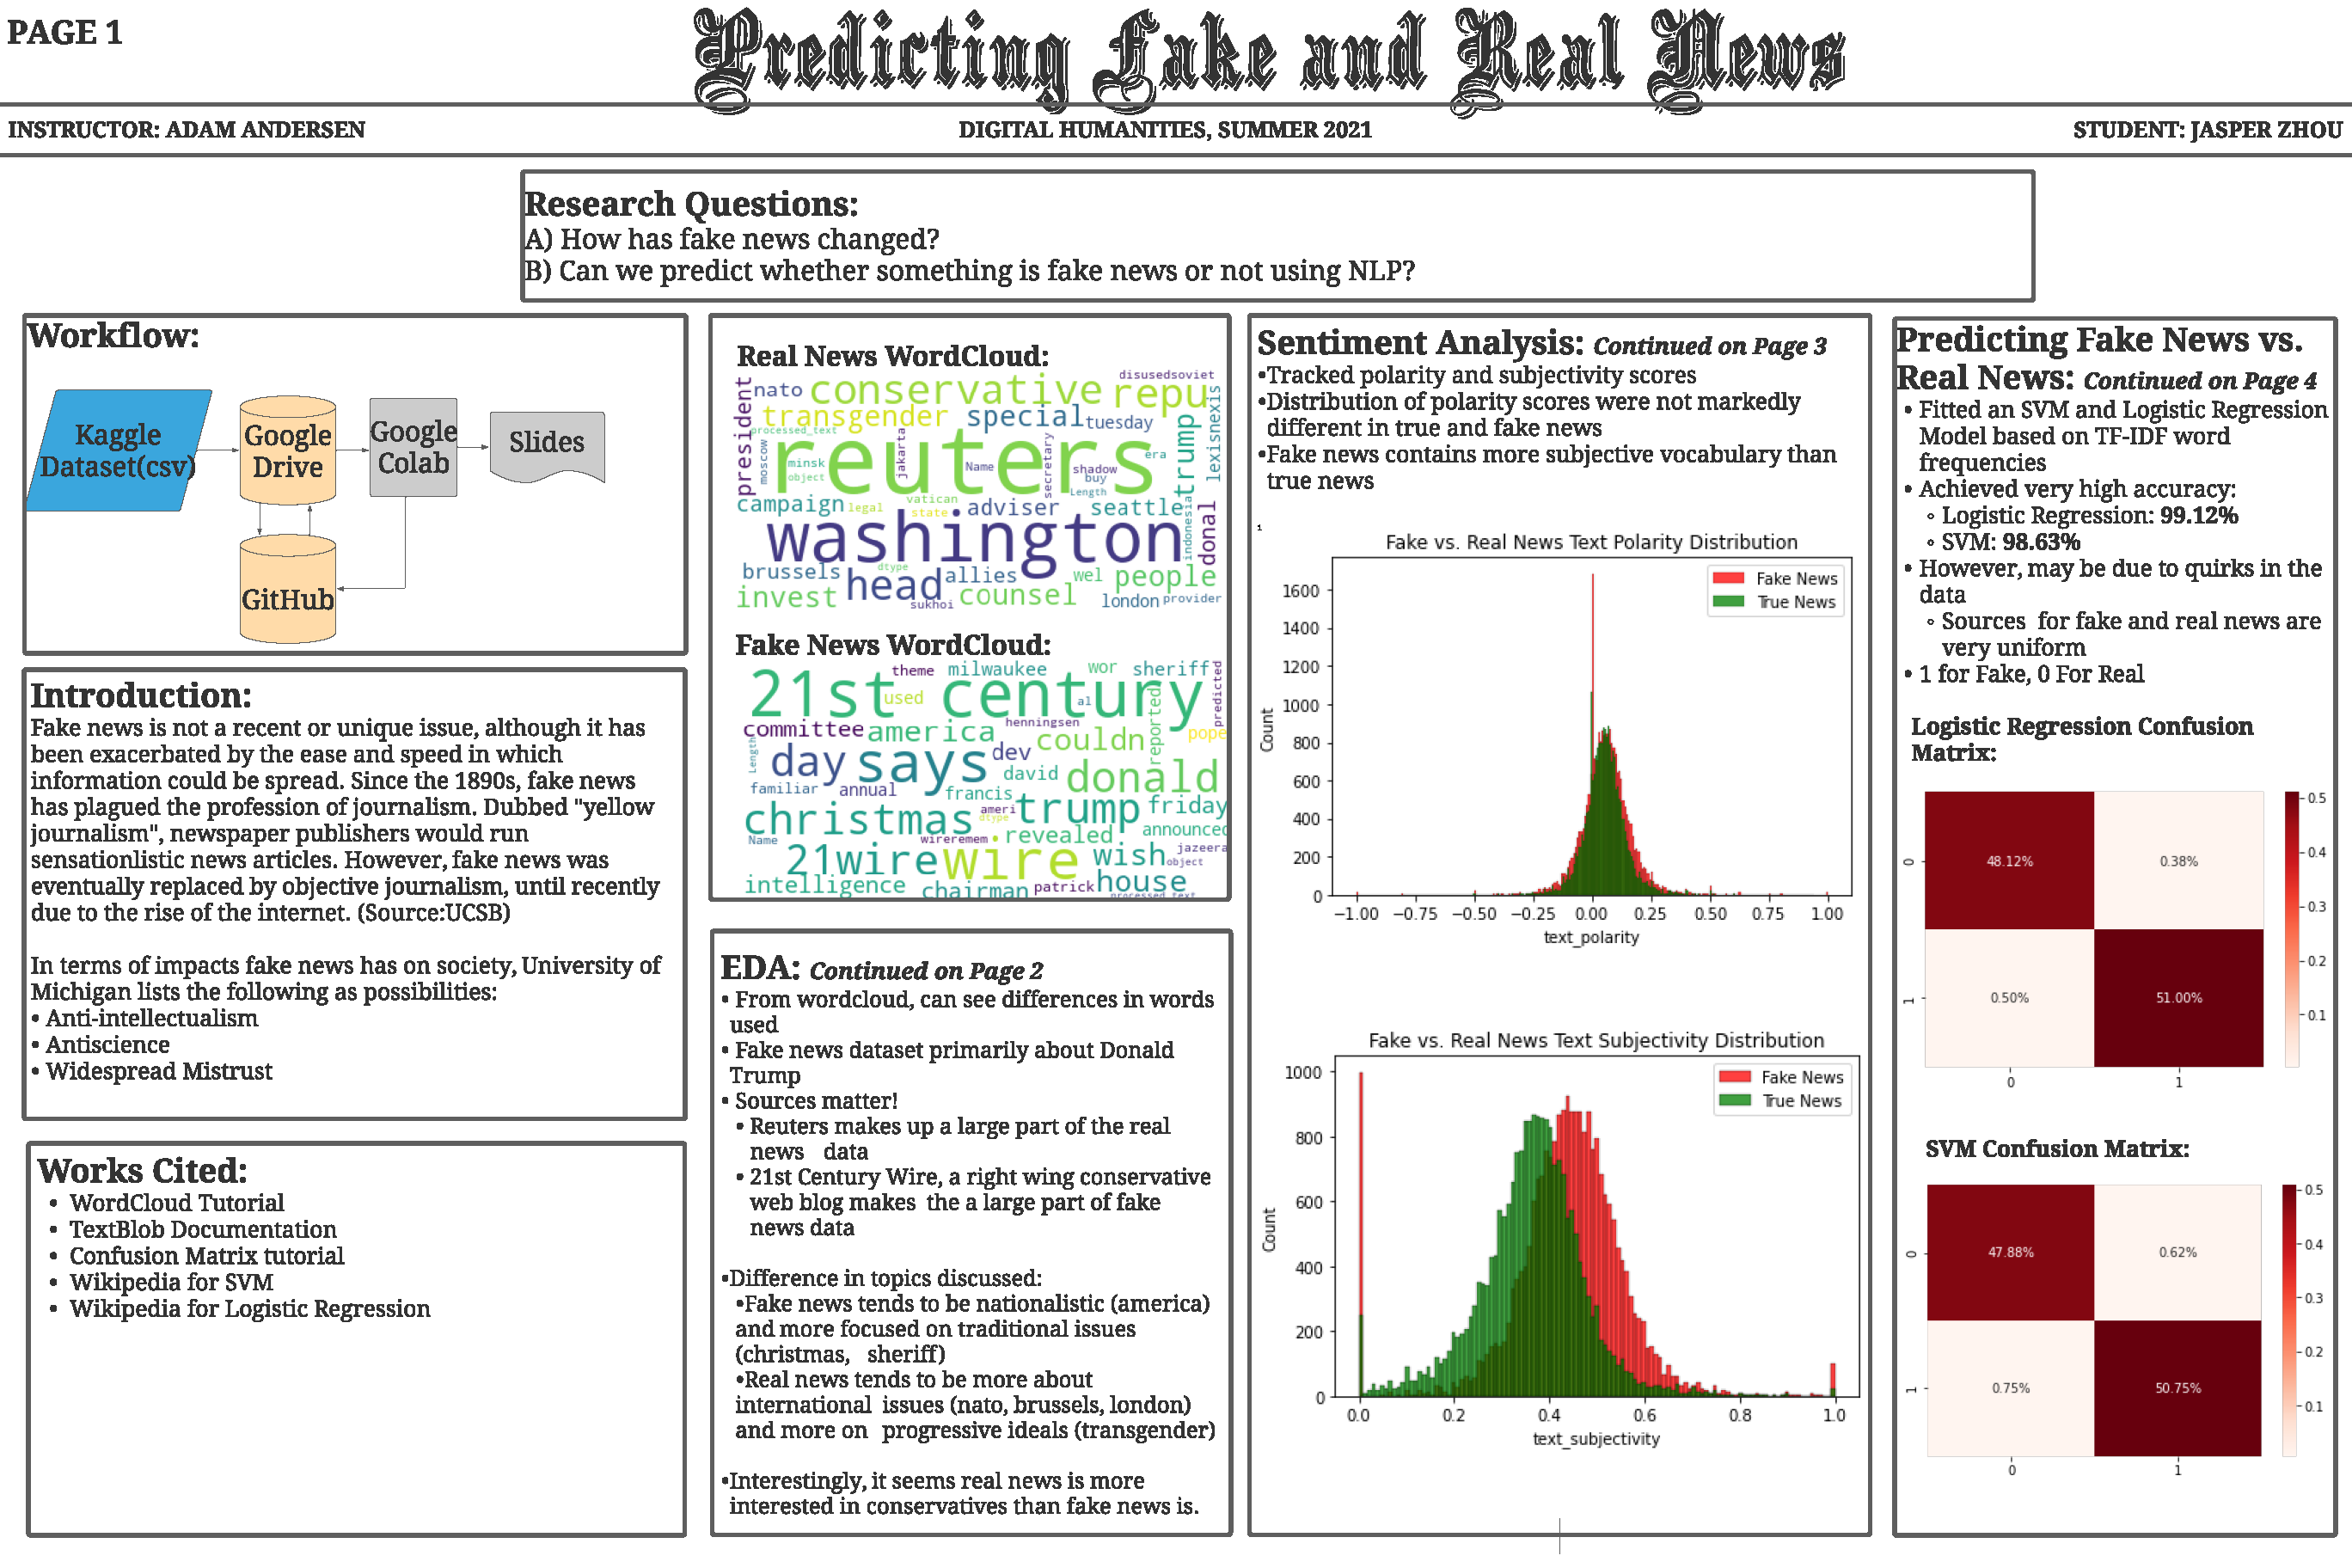 PAGE 1
Predicting Fake and Real News
INSTRUCTOR: ADAM ANDERSEN
DIGITAL HUMANITIES, SUMMER 2021
STUDENT: JASPER ZHOU
Research Questions:
A) How has fake news changed?
B) Can we predict whether something is fake news or not using NLP?
Workflow:
Kaggle
Dataset(csv)
Google
Drive
Google
Colab
Slides
GitHub
Introduction:
Fake news is not a recent or unique issue, although it has
been exacerbated by the ease and speed in which
information could be spread. Since the 1890s, fake news
has plagued the profession of journalism. Dubbed "yellow
journalism", newspaper publishers would run
sensationlistic news articles. However, fake news was
eventually replaced by objective journalism, until recently
due to the rise of the internet. (Source:UCSB)
In terms of impacts fake news has on society, University of
Michigan lists the following as possibilities:
• Anti-intellectualism
• Antiscience
• Widespread Mistrust
Works Cited:
• WordCloud Tutorial
• TextBlob Documentation
• Confusion Matrix tutorial
• Wikipedia for SVM
• Wikipedia for Logistic Regression
Real News WordCloud:
disusedsoviet
president
nato
conservative
repu
lexisnexis
transgender
special
tuesday
trump
processed_text
reuters
moscow
minsk
object
jakarta
Name
secretary
shadow
buy
Length
era
campaign
legal
vatican
state
adviser
seattle
indonesia
donal
washington
brussels
dtype
head
allies
wel
people
invest
sukhoi
counsel
london
provider
Fake News WordCloud:
21st century
theme
milwaukee
wor
sheriff
used
al
predicted
committee
america
henningsen
couldn
reported
pope
Length
day
says
dev
david
donald
familiar
annual
francis
christmas
ameri
dtype
trump
friday
Name
wireremem
revealed
announced
21wire
wire
wish
jazeera
object
intelligence
chairman
patrick
house
processed_text
EDA: Continued on Page 2
• From wordcloud, can see differences in words
used
• Fake news dataset primarily about Donald
Trump
• Sources matter!
• Reuters makes up a large part of the real
news data
• 21st Century Wire, a right wing conservative
web blog makes the a large part of fake
news data
•Difference in topics discussed:
•Fake news tends to be nationalistic (america)
and more focused on traditional issues
(christmas, sheriff)
•Real news tends to be more about
international issues (nato, brussels, london)
and more on progressive ideals (transgender)
•Interestingly, it seems real news is more
interested in conservatives than fake news is.
Sentiment Analysis: Continued on Page 3
•Tracked polarity and subjectivity scores
•Distribution of polarity scores were not markedly
different in true and fake news
•Fake news contains more subjective vocabulary than
true news
1
Fake vs. Real News Text Polarity Distribution
Fake News
True News
Count
1600
1400
1200
1000
800
600
400
200
0
−1.00 −0.75 −0.50 −0.25 0.00 0.25 0.50 0.75 1.00
text_polarity
Fake vs. Real News Text Subjectivity Distribution
Fake News
True News
Count
1000
800
600
400
200
0
0.0 0.2 0.4 0.6 0.8 1.0
text_subjectivity
Predicting Fake News vs.
Real News: Continued on Page 4
• Fitted an SVM and Logistic Regression
Model based on TF-IDF word
frequencies
• Achieved very high accuracy:
◦ Logistic Regression: 99.12%
◦ SVM: 98.63%
• However, may be due to quirks in the
data
◦ Sources for fake and real news are
very uniform
• 1 for Fake, 0 For Real
Logistic Regression Confusion
Matrix:
0
48.12% 0.38%
1
0.50% 51.00%
0 1
0.5
0.4
0.3
0.2
0.1
SVM Confusion Matrix:
0
47.88% 0.62%
1
0.75% 50.75%
0 1
0.5
0.4
0.3
0.2
0.1